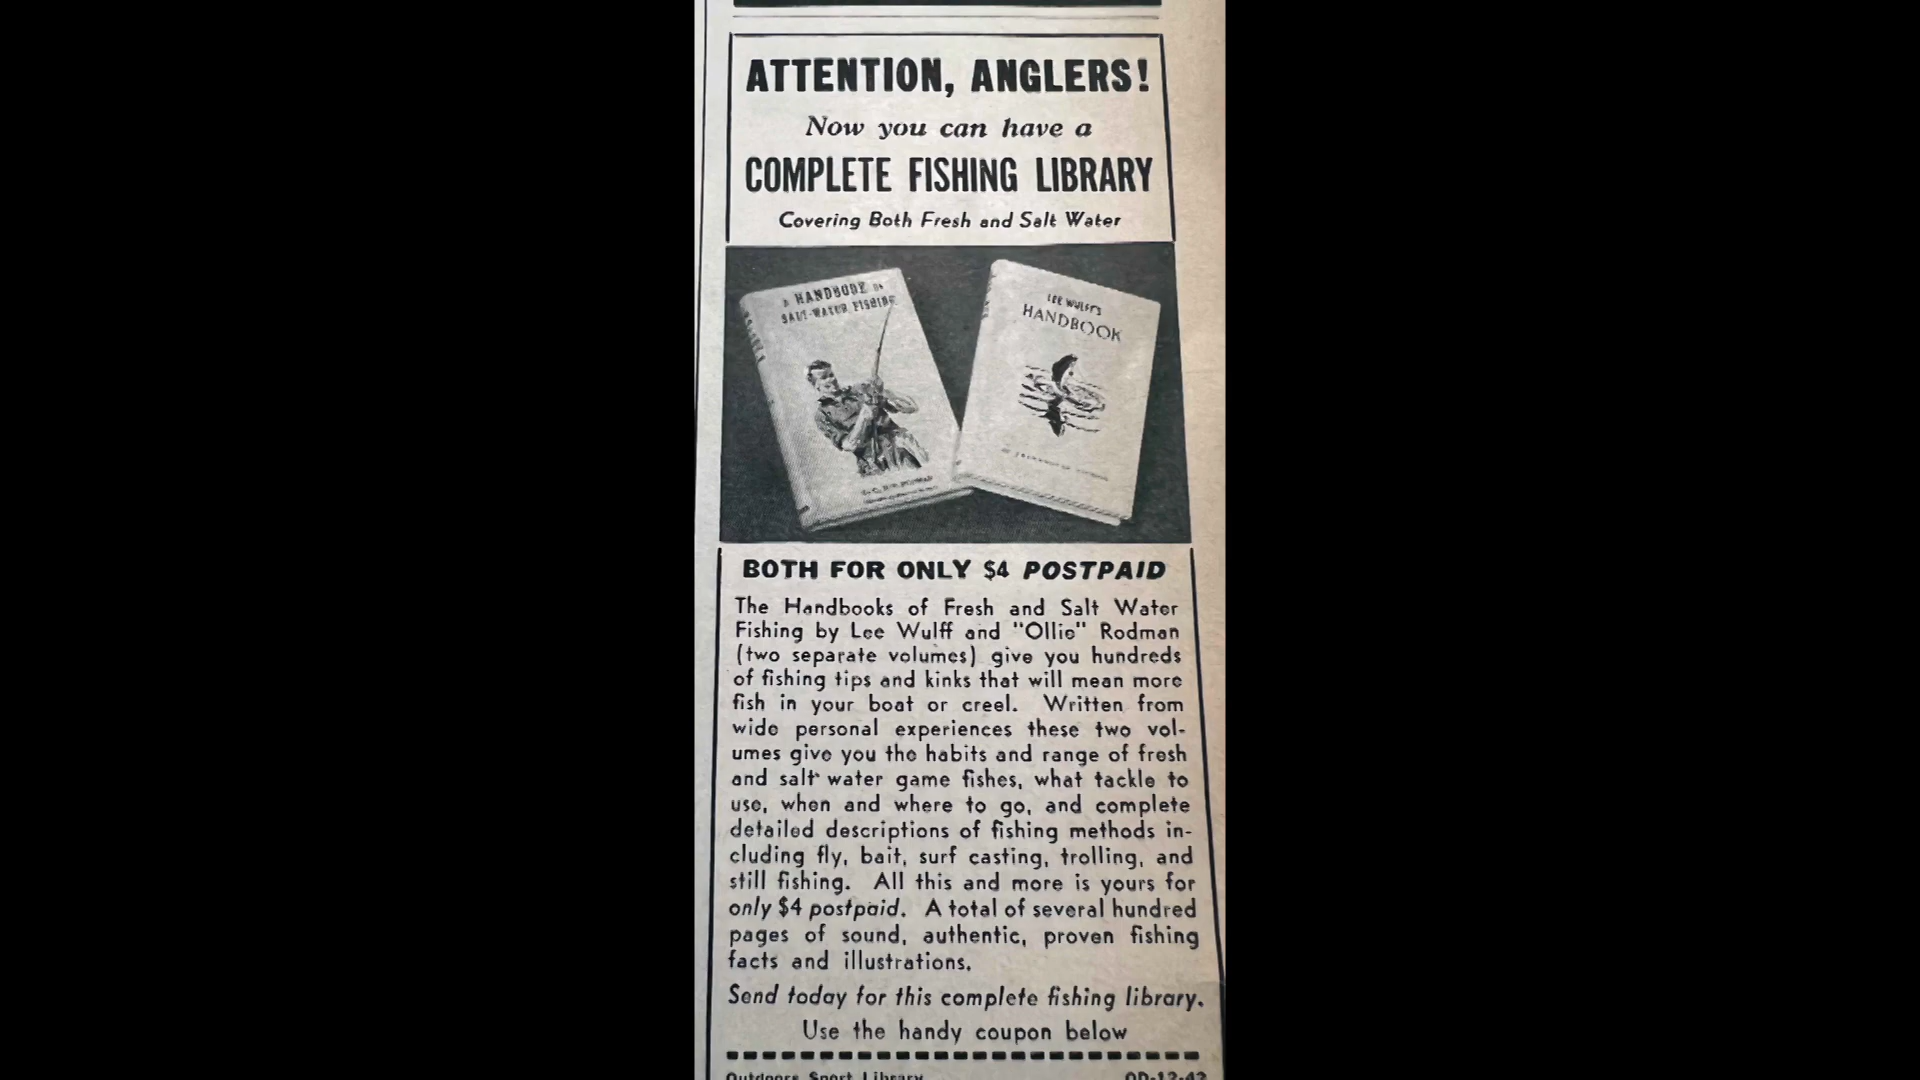 ATTENTION, ANGLERS!
Now you can have a
COMPLETE FISHING LIBRARY
Covering Both Fresh and Salt Water
A HANDBOOK OF
SALT-WATER FISHING
LEE WULFF'S
HANDBOOK
BOTH FOR ONLY $4 POSTPAID
The Handbooks of Fresh and Salt Water
Fishing by Lee Wulff and "Ollie" Rodman
(two separate volumes) give you hundreds
of fishing tips and kinks that will mean more
fish in your boat or creel. Written from
wide personal experiences these two vol-
umes give you the habits and range of fresh
and salt water game fishes, what tackle to
use, when and where to go, and complete
detailed descriptions of fishing methods in-
cluding fly, bait, surf casting, trolling, and
still fishing. All this and more is yours for
only $4 postpaid. A total of several hundred
pages of sound, authentic, proven fishing
facts and illustrations.
Send today for this complete fishing library.
Use the handy coupon below
Outdoors Sport Library OD-12-42